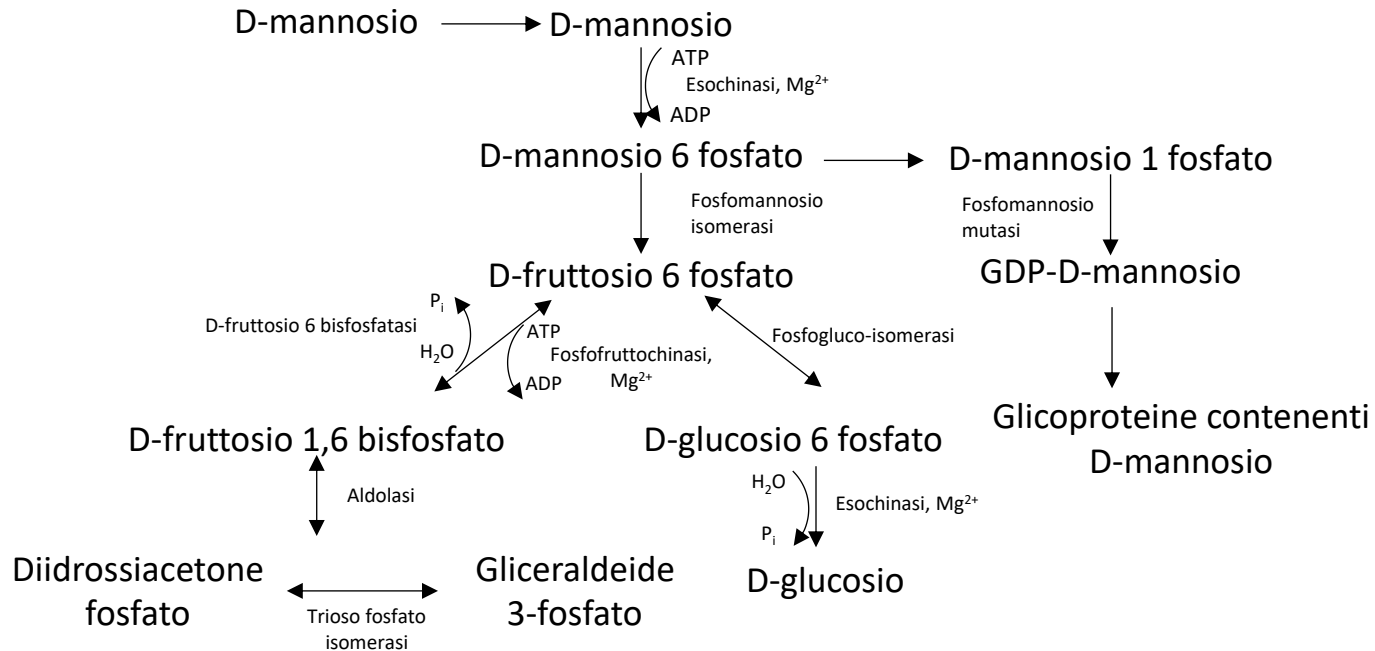 D-mannosio
D-mannosio
ATP
Esochinasi, Mg²⁺
ADP
D-mannosio 6 fosfato
D-mannosio 1 fosfato
Fosfomannosio
isomerasi
Fosfomannosio
mutasi
D-fruttosio 6 fosfato
GDP-D-mannosio
Pᵢ
D-fruttosio 6 bisfosfatasi
H₂O
ATP
Fosfofruttochinasi,
Mg²⁺
ADP
Fosfogluco-isomerasi
D-fruttosio 1,6 bisfosfato
D-glucosio 6 fosfato
Glicoproteine contenenti
D-mannosio
Aldolasi
H₂O
Esochinasi, Mg²⁺
Pᵢ
Diidrossiacetone
fosfato
Trioso fosfato
isomerasi
Gliceraldeide
3-fosfato
D-glucosio